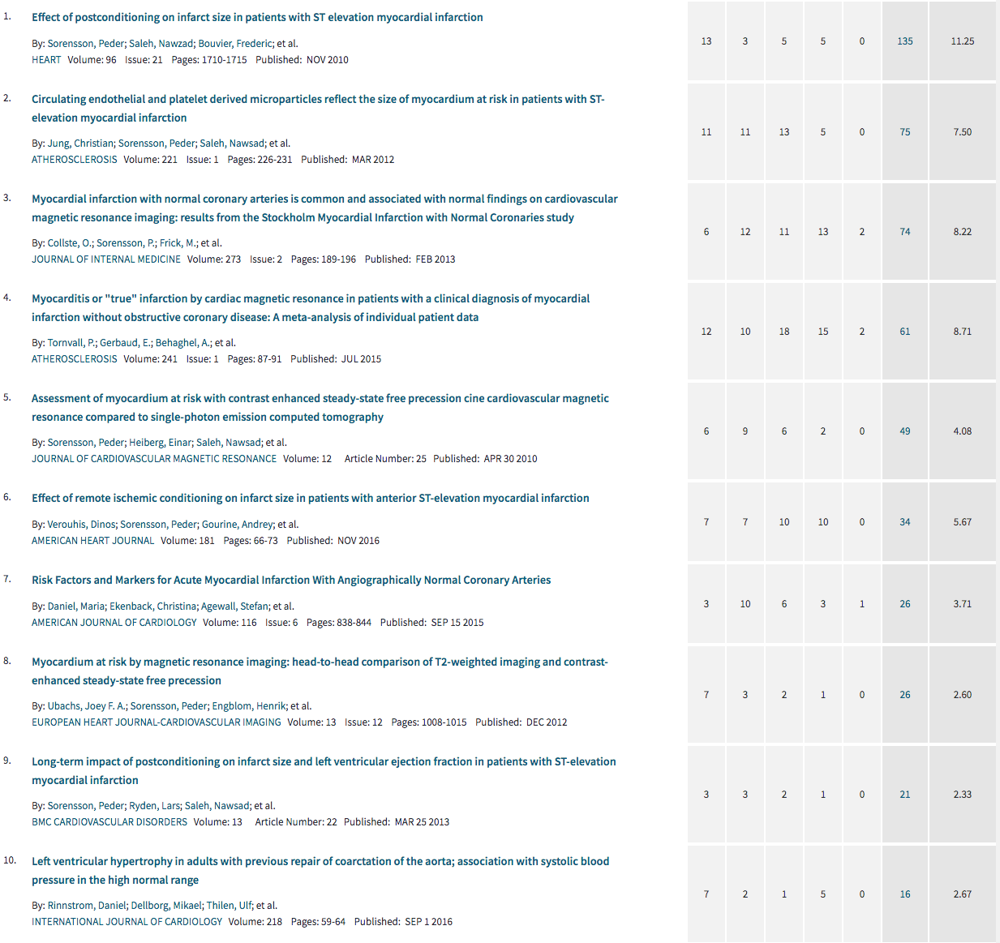 1. Effect of postconditioning on infarct size in patients with ST elevation myocardial infarction
By: Sorensson, Peder; Saleh, Nawzad; Bouvier, Frederic; et al.
HEART Volume: 96 Issue: 21 Pages: 1710-1715 Published: NOV 2010
13 3 5 5 0 135 11.25
2. Circulating endothelial and platelet derived microparticles reflect the size of myocardium at risk in patients with ST-
elevation myocardial infarction
By: Jung, Christian; Sorensson, Peder; Saleh, Nawsad; et al.
ATHEROSCLEROSIS Volume: 221 Issue: 1 Pages: 226-231 Published: MAR 2012
11 11 13 5 0 75 7.50
3. Myocardial infarction with normal coronary arteries is common and associated with normal findings on cardiovascular
magnetic resonance imaging: results from the Stockholm Myocardial Infarction with Normal Coronaries study
By: Collste, O.; Sorensson, P.; Frick, M.; et al.
JOURNAL OF INTERNAL MEDICINE Volume: 273 Issue: 2 Pages: 189-196 Published: FEB 2013
6 12 11 13 2 74 8.22
4. Myocarditis or "true" infarction by cardiac magnetic resonance in patients with a clinical diagnosis of myocardial
infarction without obstructive coronary disease: A meta-analysis of individual patient data
By: Tornvall, P.; Gerbaud, E.; Behaghel, A.; et al.
ATHEROSCLEROSIS Volume: 241 Issue: 1 Pages: 87-91 Published: JUL 2015
12 10 18 15 2 61 8.71
5. Assessment of myocardium at risk with contrast enhanced steady-state free precession cine cardiovascular magnetic
resonance compared to single-photon emission computed tomography
By: Sorensson, Peder; Heiberg, Einar; Saleh, Nawsad; et al.
JOURNAL OF CARDIOVASCULAR MAGNETIC RESONANCE Volume: 12 Article Number: 25 Published: APR 30 2010
6 9 6 2 0 49 4.08
6. Effect of remote ischemic conditioning on infarct size in patients with anterior ST-elevation myocardial infarction
By: Verouhis, Dinos; Sorensson, Peder; Gourine, Andrey; et al.
AMERICAN HEART JOURNAL Volume: 181 Pages: 66-73 Published: NOV 2016
7 7 10 10 0 34 5.67
7. Risk Factors and Markers for Acute Myocardial Infarction With Angiographically Normal Coronary Arteries
By: Daniel, Maria; Ekenback, Christina; Agewall, Stefan; et al.
AMERICAN JOURNAL OF CARDIOLOGY Volume: 116 Issue: 6 Pages: 838-844 Published: SEP 15 2015
3 10 6 3 1 26 3.71
8. Myocardium at risk by magnetic resonance imaging: head-to-head comparison of T2-weighted imaging and contrast-
enhanced steady-state free precession
By: Ubachs, Joey F. A.; Sorensson, Peder; Engblom, Henrik; et al.
EUROPEAN HEART JOURNAL-CARDIOVASCULAR IMAGING Volume: 13 Issue: 12 Pages: 1008-1015 Published: DEC 2012
7 3 2 1 0 26 2.60
9. Long-term impact of postconditioning on infarct size and left ventricular ejection fraction in patients with ST-elevation
myocardial infarction
By: Sorensson, Peder; Ryden, Lars; Saleh, Nawsad; et al.
BMC CARDIOVASCULAR DISORDERS Volume: 13 Article Number: 22 Published: MAR 25 2013
3 3 2 1 0 21 2.33
10. Left ventricular hypertrophy in adults with previous repair of coarctation of the aorta; association with systolic blood
pressure in the high normal range
By: Rinnstrom, Daniel; Dellborg, Mikael; Thilen, Ulf; et al.
INTERNATIONAL JOURNAL OF CARDIOLOGY Volume: 218 Pages: 59-64 Published: SEP 1 2016
7 2 1 5 0 16 2.67